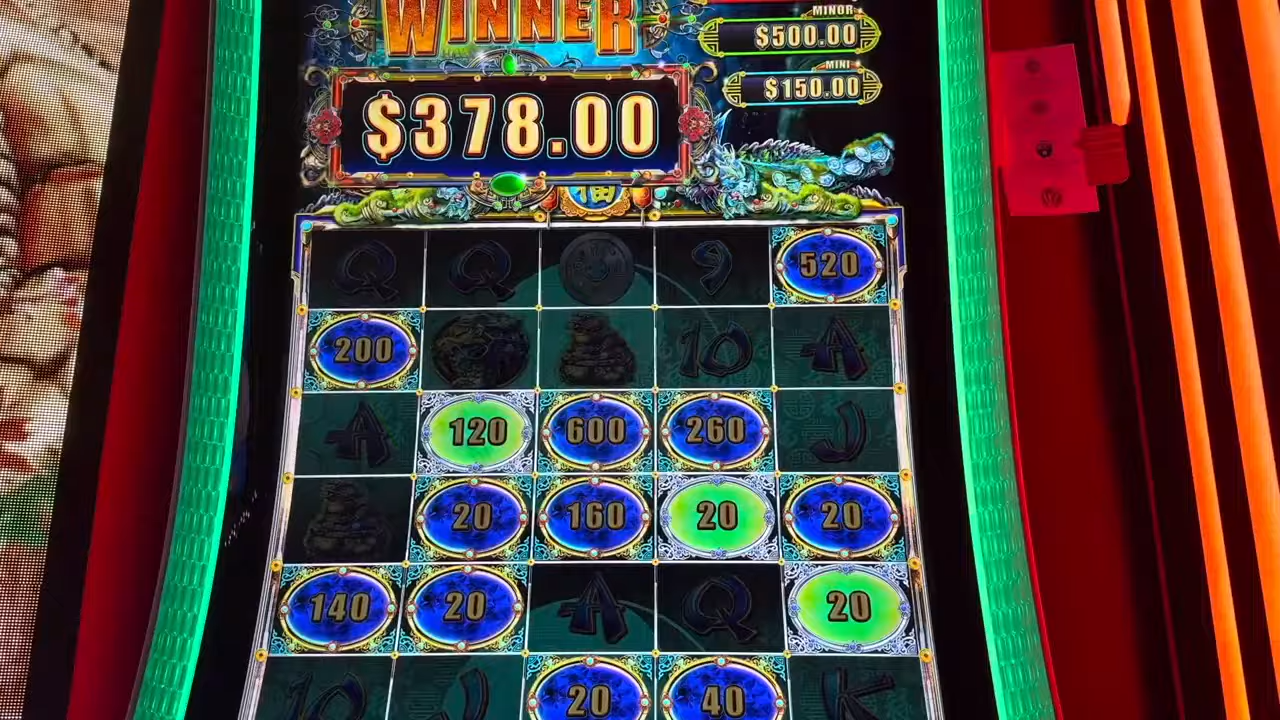 WINNER
MINOR
$500.00
MINI
$150.00
$378.00
Q Q 9 520
200 10 A
A 120 600 260 J
20 160 20 20
140 20 A Q 20
10 J 20 40 K